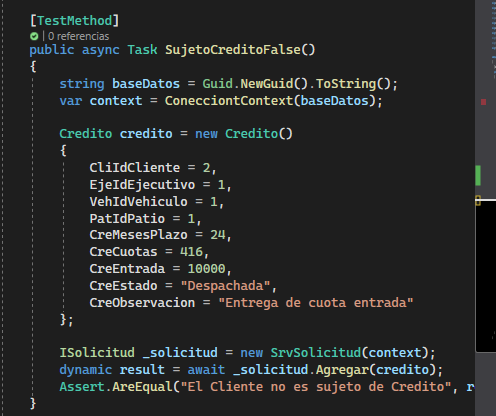 [TestMethod]
| 0 referencias
public async Task SujetoCreditoFalse()
{
string baseDatos = Guid.NewGuid().ToString();
var context = ConecciontContext(baseDatos);
Credito credito = new Credito()
{
CliIdCliente = 2,
EjeIdEjecutivo = 1,
VehIdVehiculo = 1,
PatIdPatio = 1,
CreMesesPlazo = 24,
CreCuotas = 416,
CreEntrada = 10000,
CreEstado = "Despachada",
CreObservacion = "Entrega de cuota entrada"
};
ISolicitud _solicitud = new SrvSolicitud(context);
dynamic result = await _solicitud.Agregar(credito);
Assert.AreEqual("El Cliente no es sujeto de Credito", r
}